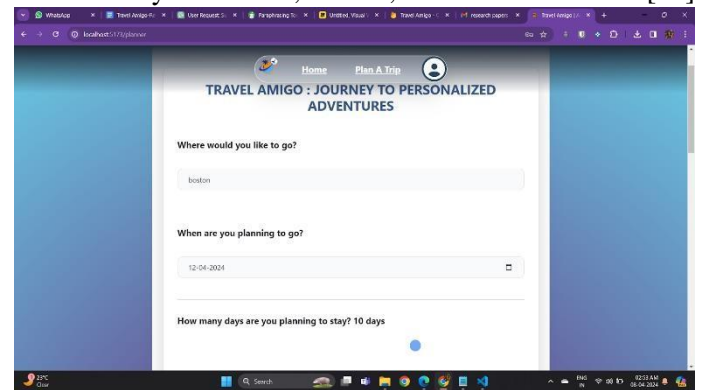 WhatsApp
Travel Amigo-Pa
User Request: S
Paraphrasing To
Untitled, Visual
Travel Amigo - C
research papers
Travel Amigo | A
localhost:5173/planner
Home Plan A Trip
TRAVEL AMIGO : JOURNEY TO PERSONALIZED
ADVENTURES
Where would you like to go?
boston
When are you planning to go?
12-04-2024
How many days are you planning to stay? 10 days
23°C
Clear
Search
ENG
IN
02:53 AM
08-04-2024